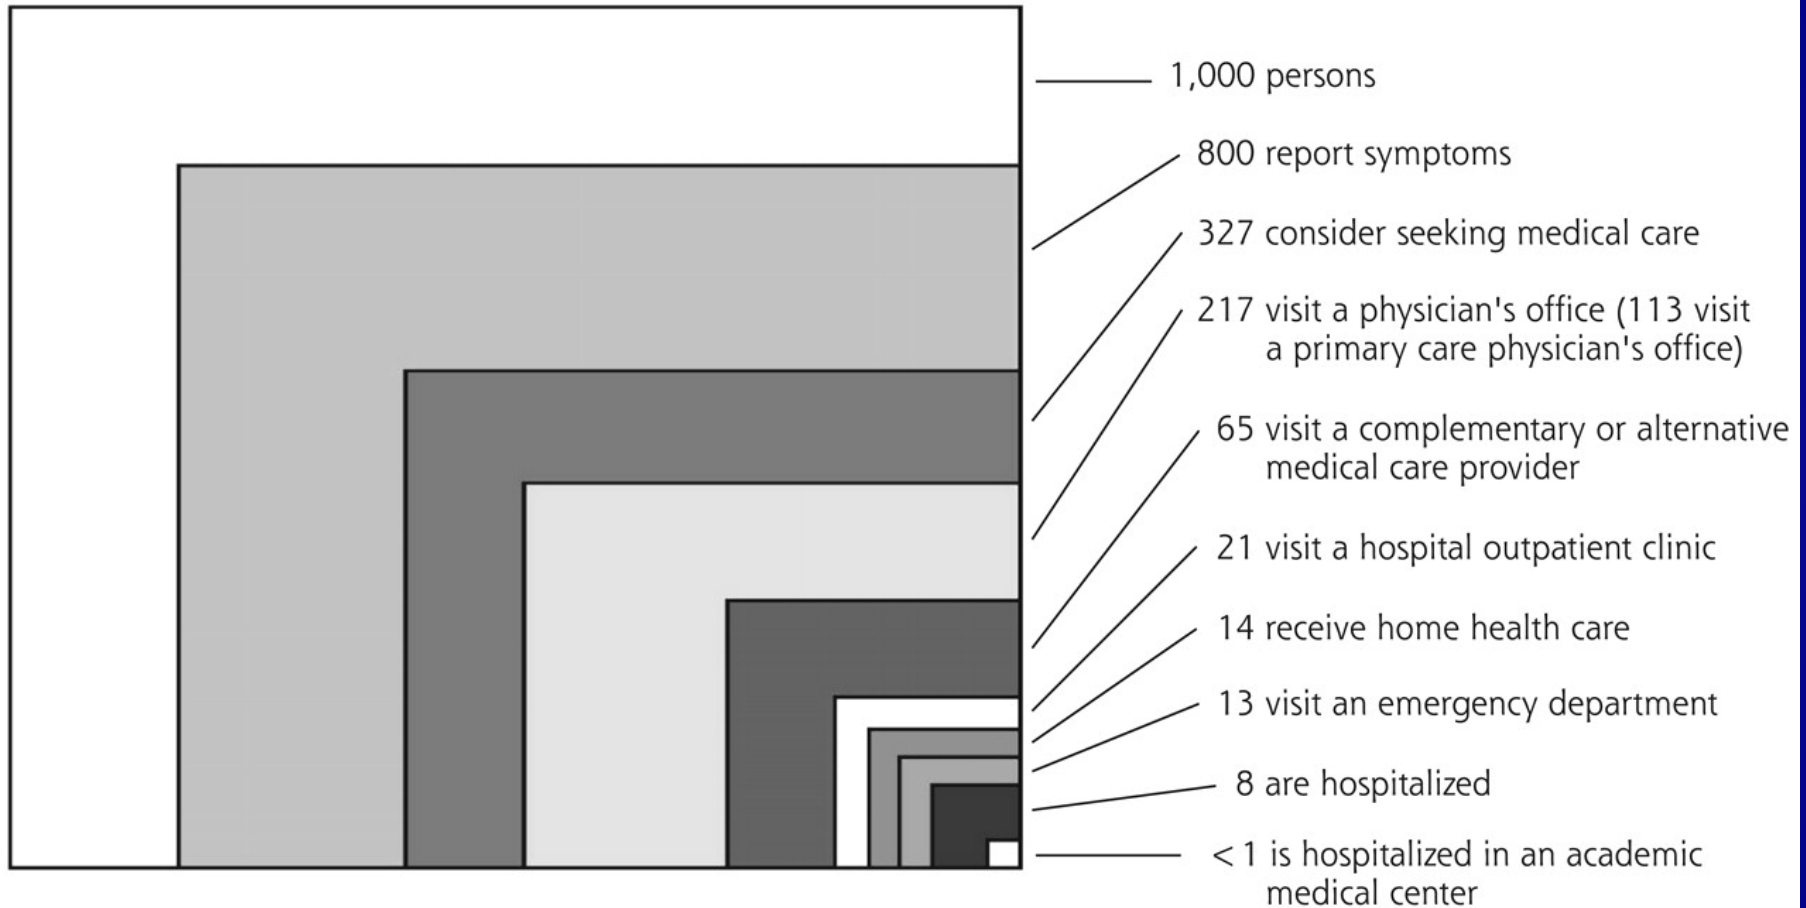 1,000 persons
800 report symptoms
327 consider seeking medical care
217 visit a physician's office (113 visit
a primary care physician's office)
65 visit a complementary or alternative
medical care provider
21 visit a hospital outpatient clinic
14 receive home health care
13 visit an emergency department
8 are hospitalized
<1 is hospitalized in an academic
medical center